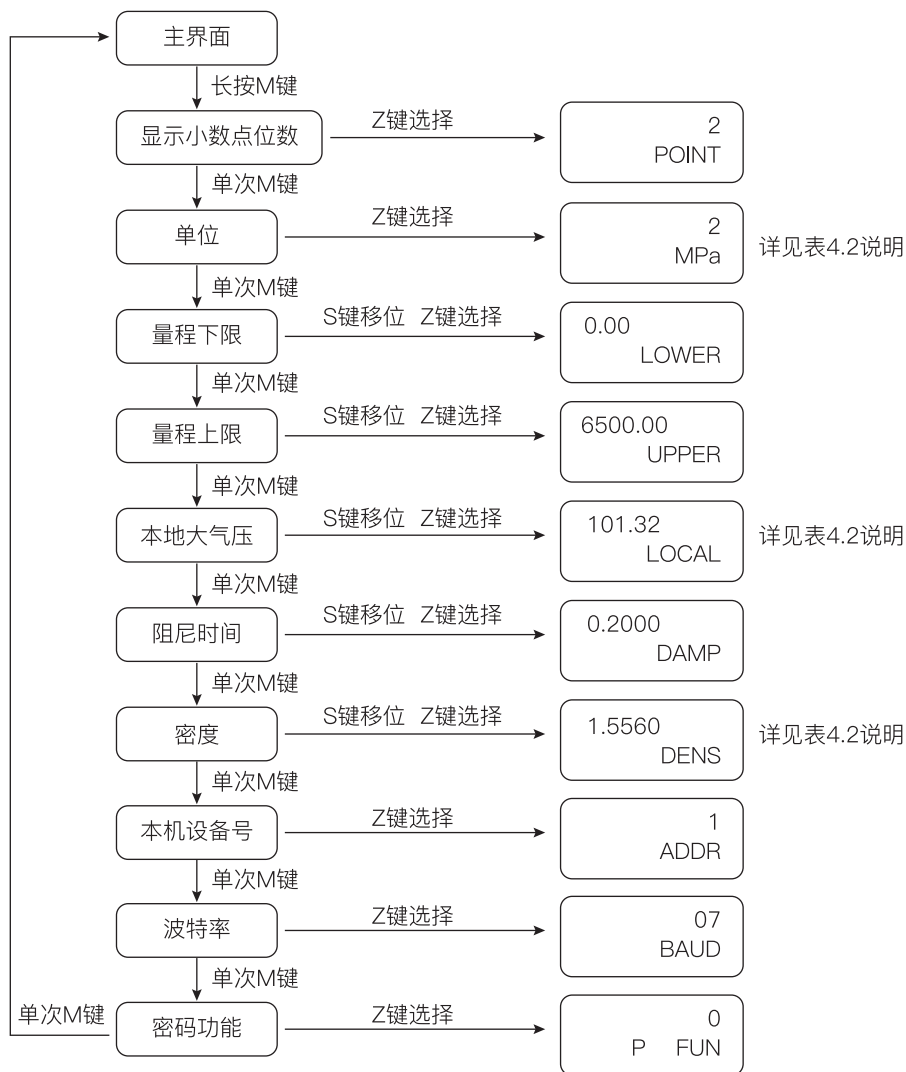 主界面
长按M键
显示小数点位数
Z键选择
2
POINT
单次M键
单位
Z键选择
2
MPa
详见表4.2说明
单次M键
量程下限
S键移位 Z键选择
0.00
LOWER
单次M键
量程上限
S键移位 Z键选择
6500.00
UPPER
单次M键
本地大气压
S键移位 Z键选择
101.32
LOCAL
详见表4.2说明
单次M键
阻尼时间
S键移位 Z键选择
0.2000
DAMP
单次M键
密度
S键移位 Z键选择
1.5560
DENS
详见表4.2说明
单次M键
本机设备号
Z键选择
1
ADDR
单次M键
波特率
Z键选择
07
BAUD
单次M键
单次M键
密码功能
Z键选择
0
P FUN